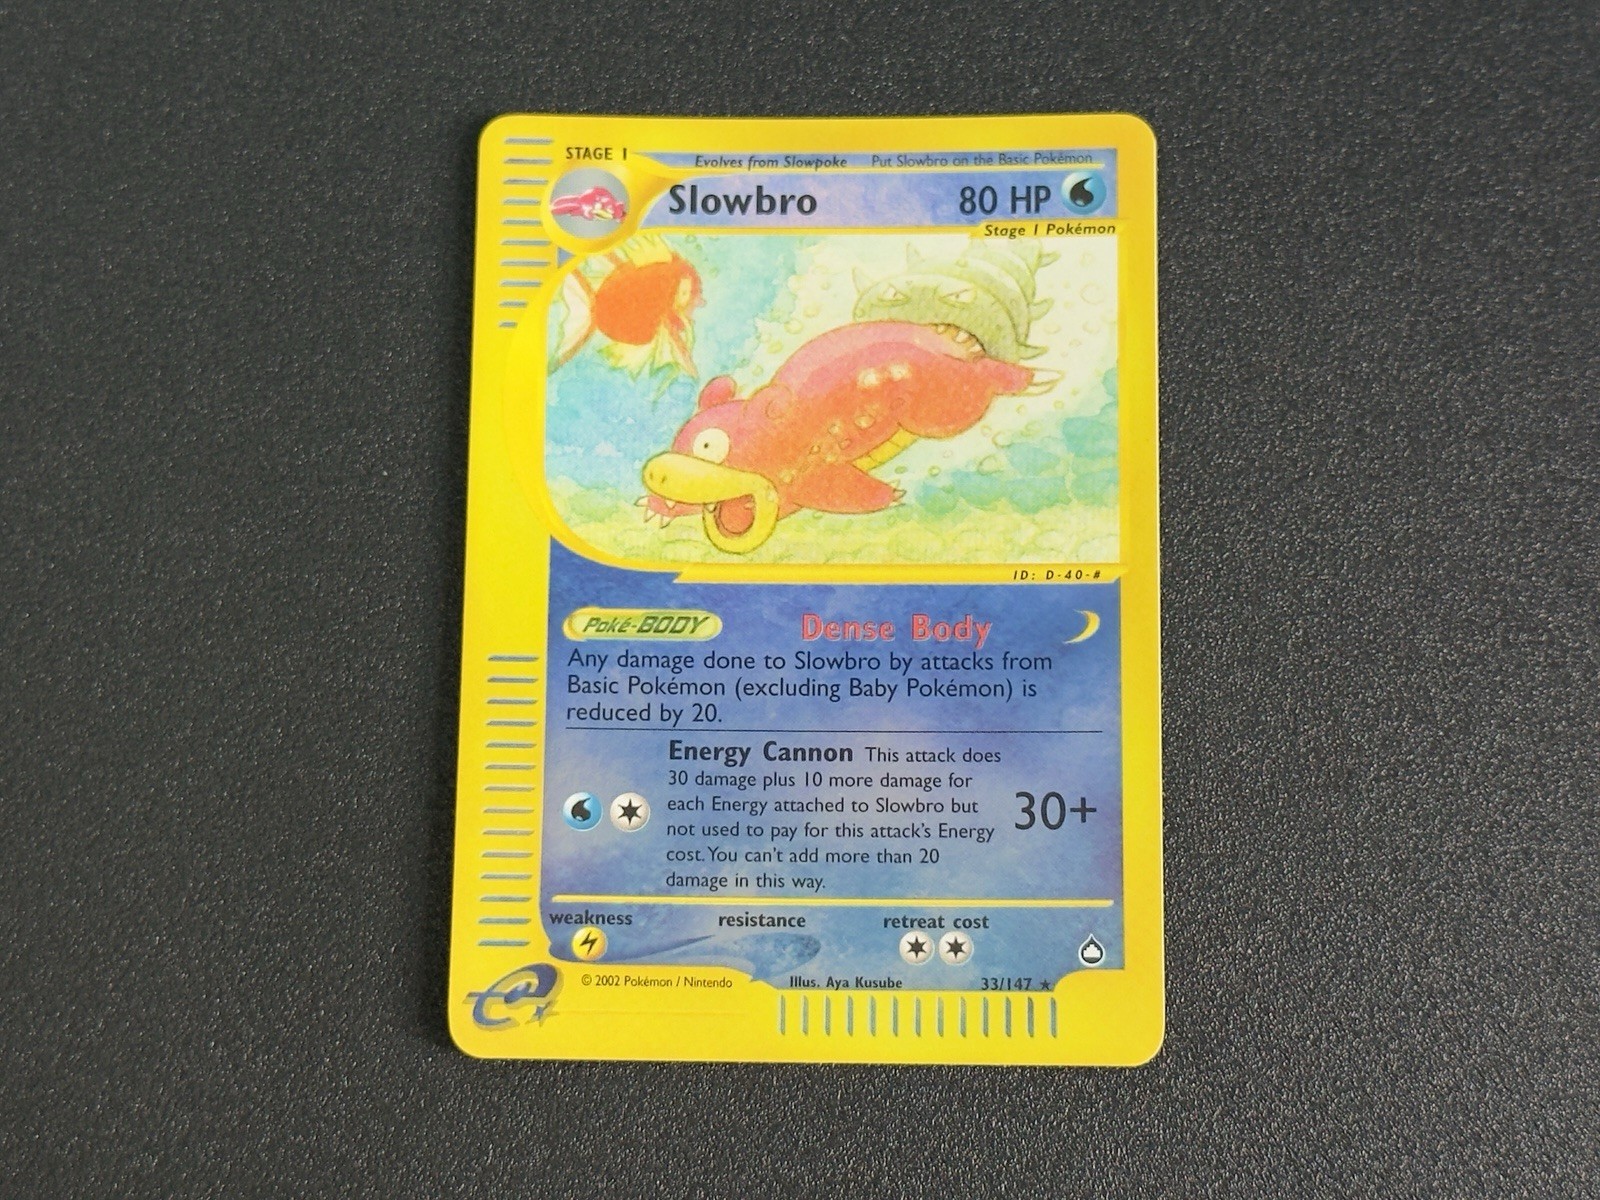 STAGE 1
Evolves from Slowpoke Put Slowbro on the Basic Pokémon
Slowbro 80 HP
Stage 1 Pokémon
ID: D-40-#
Poké-BODY Dense Body
Any damage done to Slowbro by attacks from
Basic Pokémon (excluding Baby Pokémon) is
reduced by 20.
Energy Cannon This attack does
30 damage plus 10 more damage for
each Energy attached to Slowbro but
not used to pay for this attack's Energy
cost. You can't add more than 20
damage in this way.
30+
weakness resistance retreat cost
© 2002 Pokémon / Nintendo Illus. Aya Kusube 33/147 ★
e